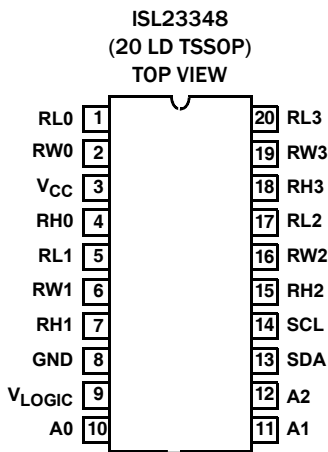 ISL23348
(20 LD TSSOP)
TOP VIEW
RL0 1 20 RL3
RW0 2 19 RW3
VCC 3 18 RH3
RH0 4 17 RL2
RL1 5 16 RW2
RW1 6 15 RH2
RH1 7 14 SCL
GND 8 13 SDA
VLOGIC 9 12 A2
A0 10 11 A1